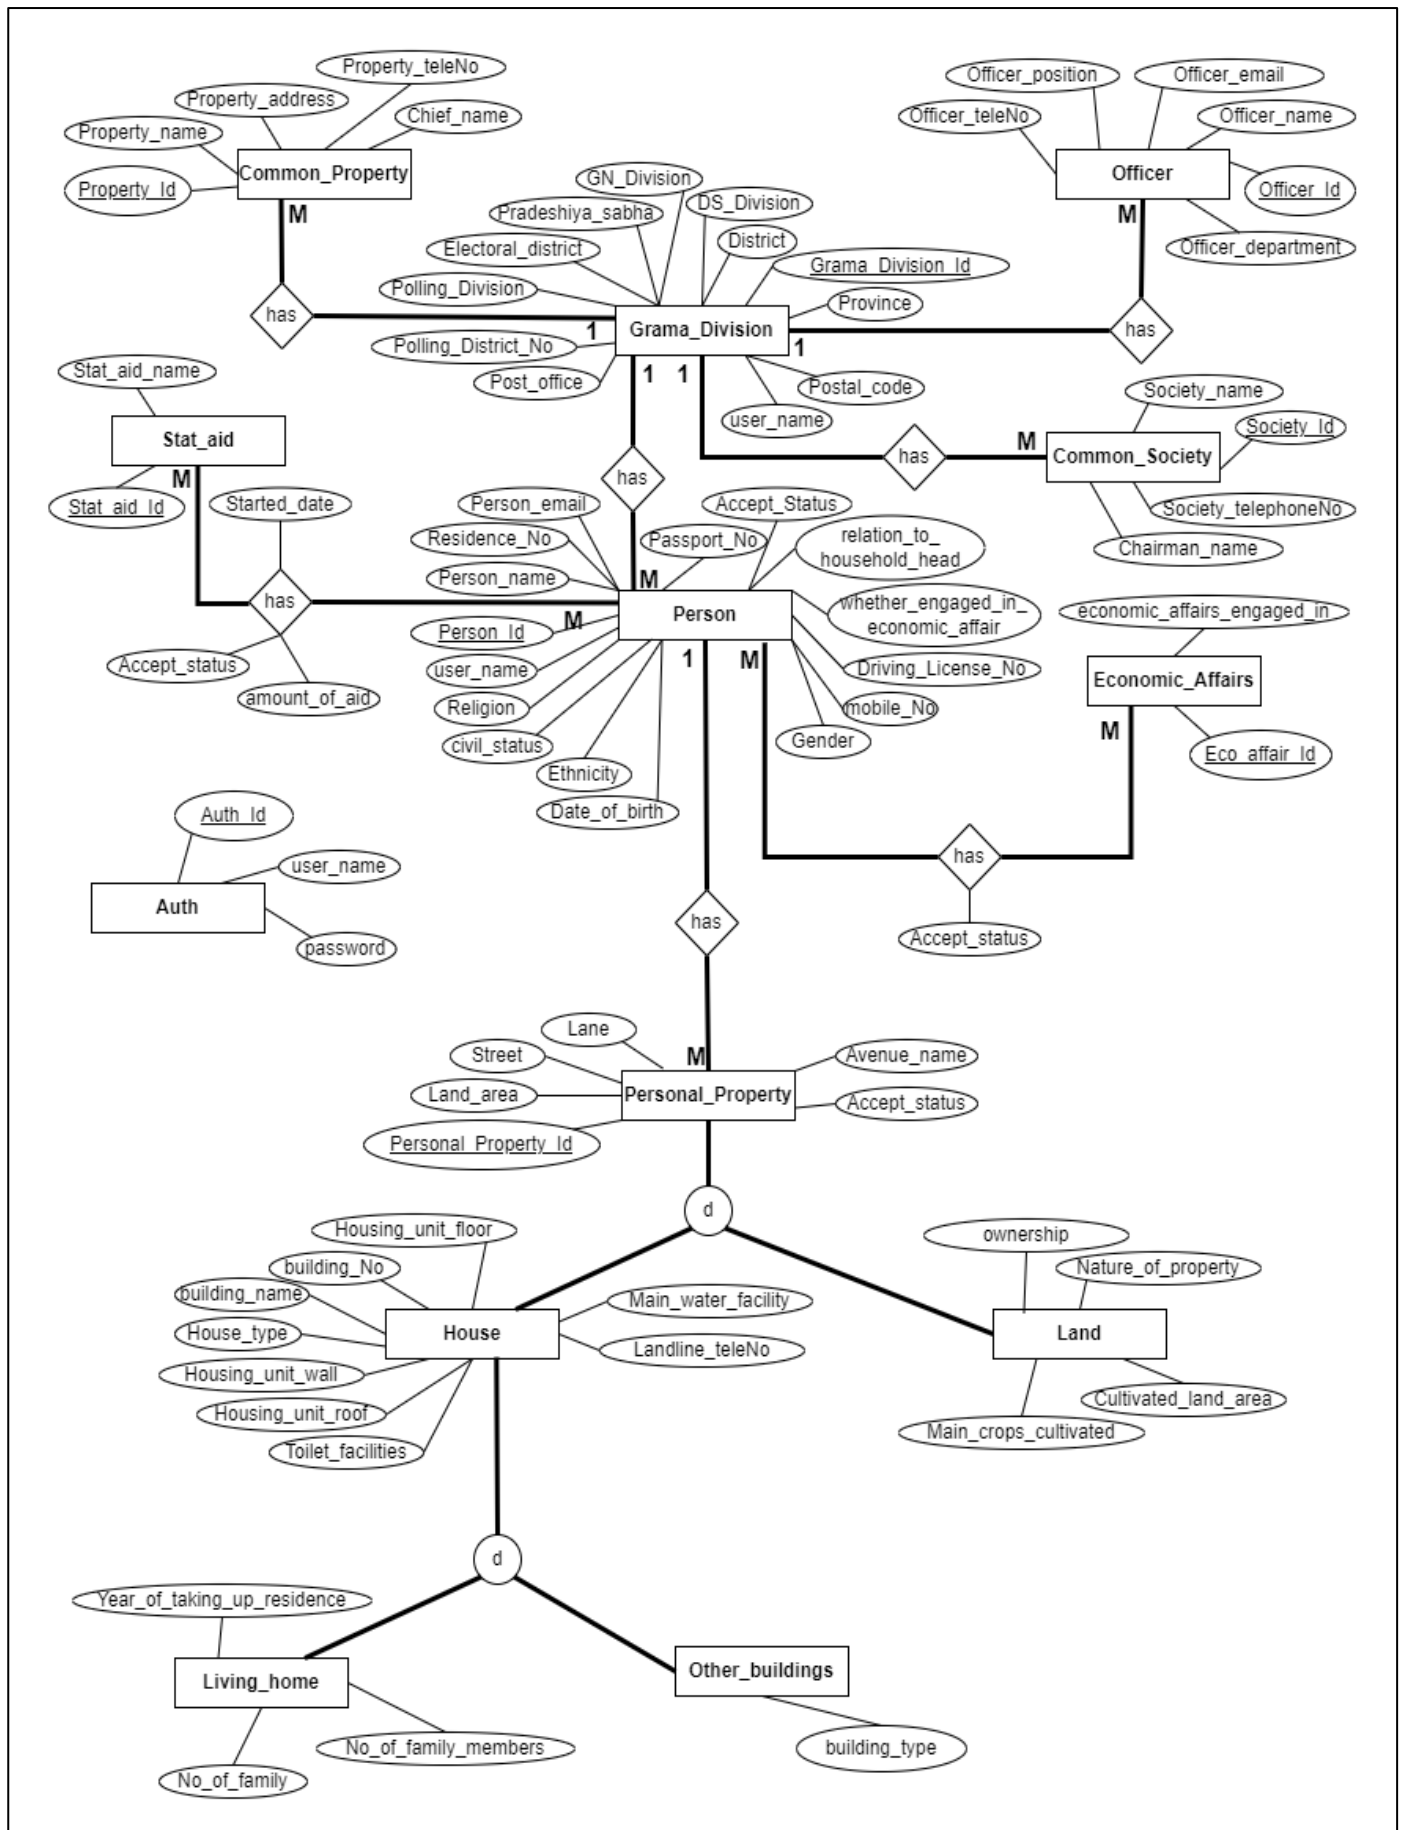 Property_teleNo
Property_address
Chief_name
Property_name
Common_Property
Property_Id
M
has
Officer_position
Officer_email
Officer_teleNo
Officer_name
Officer
Officer_Id
M
Officer_department
has
GN_Division
DS_Division
Pradeshiya_sabha
District
Electoral_district
Grama_Division_Id
Polling_Division
Province
Grama_Division
1
1
Polling_District_No
Post_office
1
1
Postal_code
user_name
Stat_aid_name
Stat_aid
M
Stat_aid_Id
Started_date
has
Accept_status
amount_of_aid
M
has
has
M
Society_name
Society_Id
Common_Society
Society_telephoneNo
Chairman_name
Person_email
Accept_Status
Residence_No
Passport_No
relation_to_
household_head
Person_name
M
Person
whether_engaged_in_
economic_affair
Person_Id
user_name
1
M
Driving_License_No
Religion
mobile_No
civil_status
Gender
Ethnicity
Date_of_birth
economic_affairs_engaged_in
Economic_Affairs
M
Eco_affair_Id
has
Accept_status
Auth_Id
user_name
Auth
password
has
M
Lane
Street
Avenue_name
Land_area
Personal_Property
Accept_status
Personal_Property_Id
d
Housing_unit_floor
building_No
building_name
Main_water_facility
House_type
House
Landline_teleNo
Housing_unit_wall
Housing_unit_roof
Toilet_facilities
ownership
Nature_of_property
Land
Cultivated_land_area
Main_crops_cultivated
d
Year_of_taking_up_residence
Living_home
No_of_family_members
No_of_family
Other_buildings
building_type